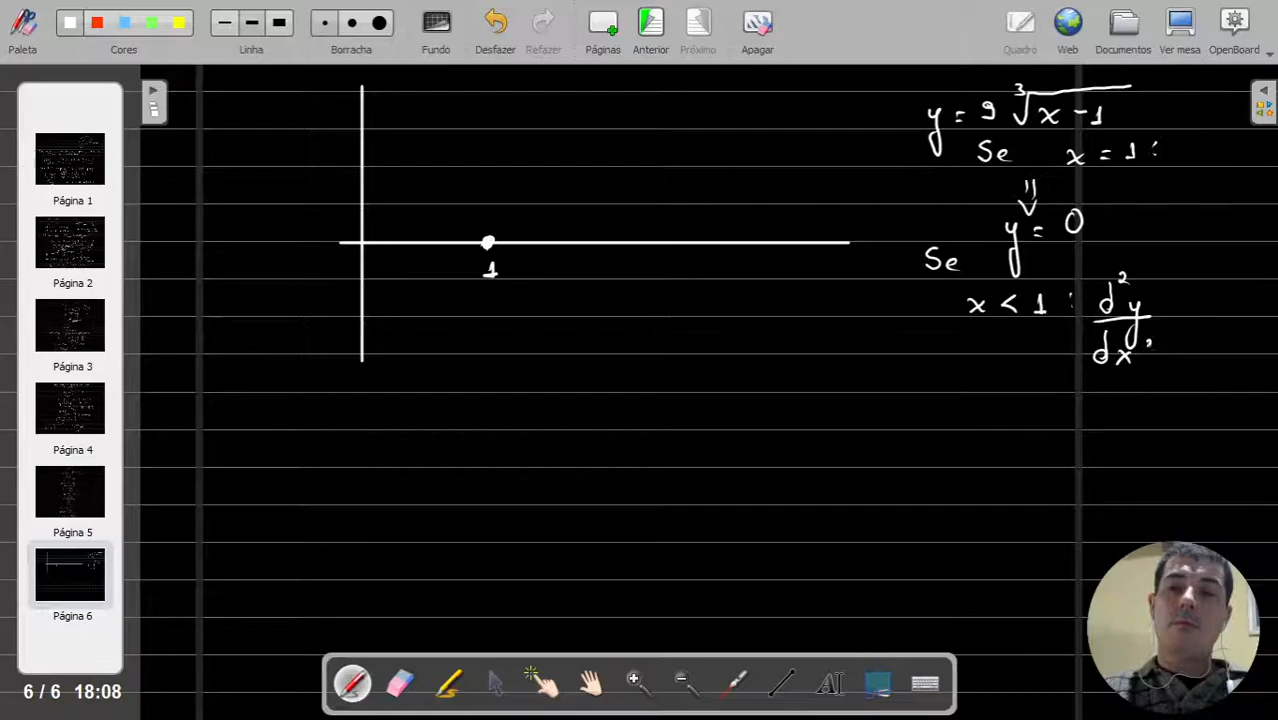 Paleta
Cores
Linha
Borracha
Fundo
Desfazer
Refazer
Páginas
Anterior
Próximo
Apagar
Quadro
Web
Documentos
Ver mesa
OpenBoard
y = 9 ∛(x - 1)
Se x = 1 :
⇓
y = 0
Se
x < 1 : d²y
dx
1
Página 1
Página 2
Página 3
Página 4
Página 5
Página 6
6 / 6 18:08